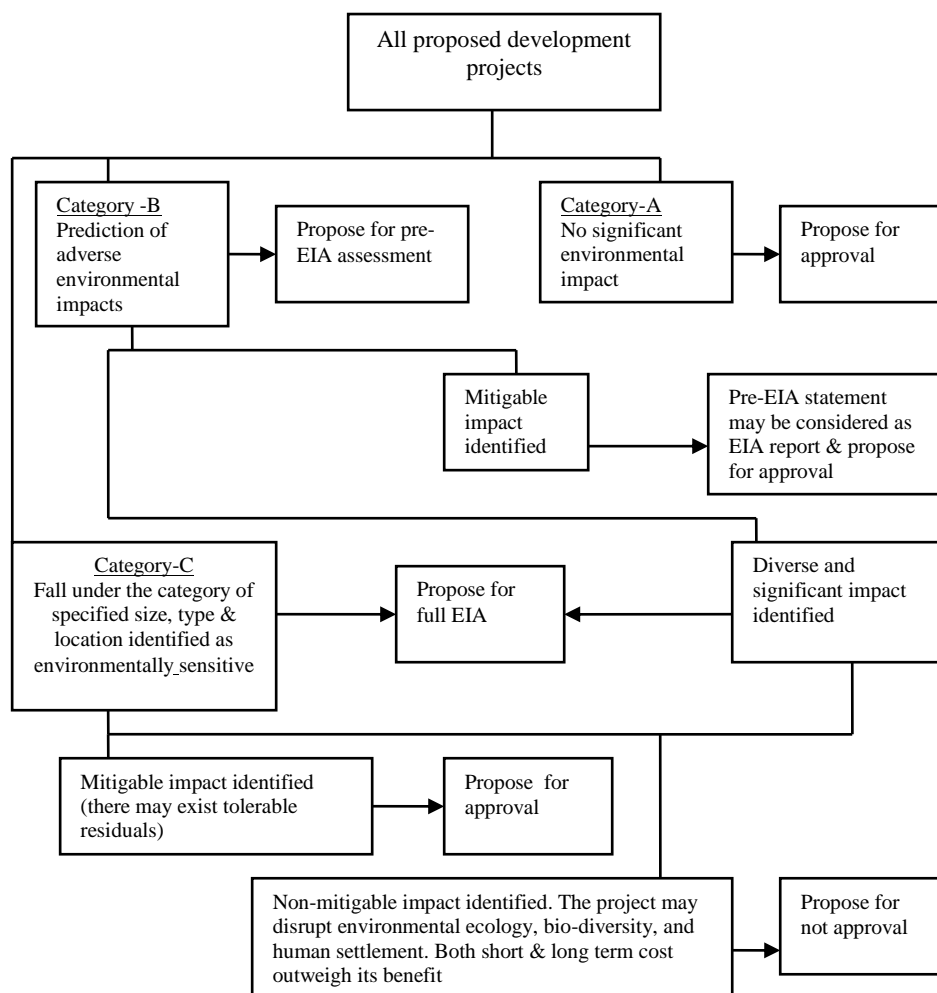 All proposed development
projects
Category -B
Prediction of
adverse
environmental
impacts
Propose for pre-
EIA assessment
Category-A
No significant
environmental
impact
Propose for
approval
Mitigable
impact
identified
Pre-EIA statement
may be considered as
EIA report & propose
for approval
Category-C
Fall under the category of
specified size, type &
location identified as
environmentally sensitive
Propose for
full EIA
Diverse and
significant impact
identified
Mitigable impact identified
(there may exist tolerable
residuals)
Propose for
approval
Non-mitigable impact identified. The project may
disrupt environmental ecology, bio-diversity, and
human settlement. Both short & long term cost
outweigh its benefit
Propose for
not approval